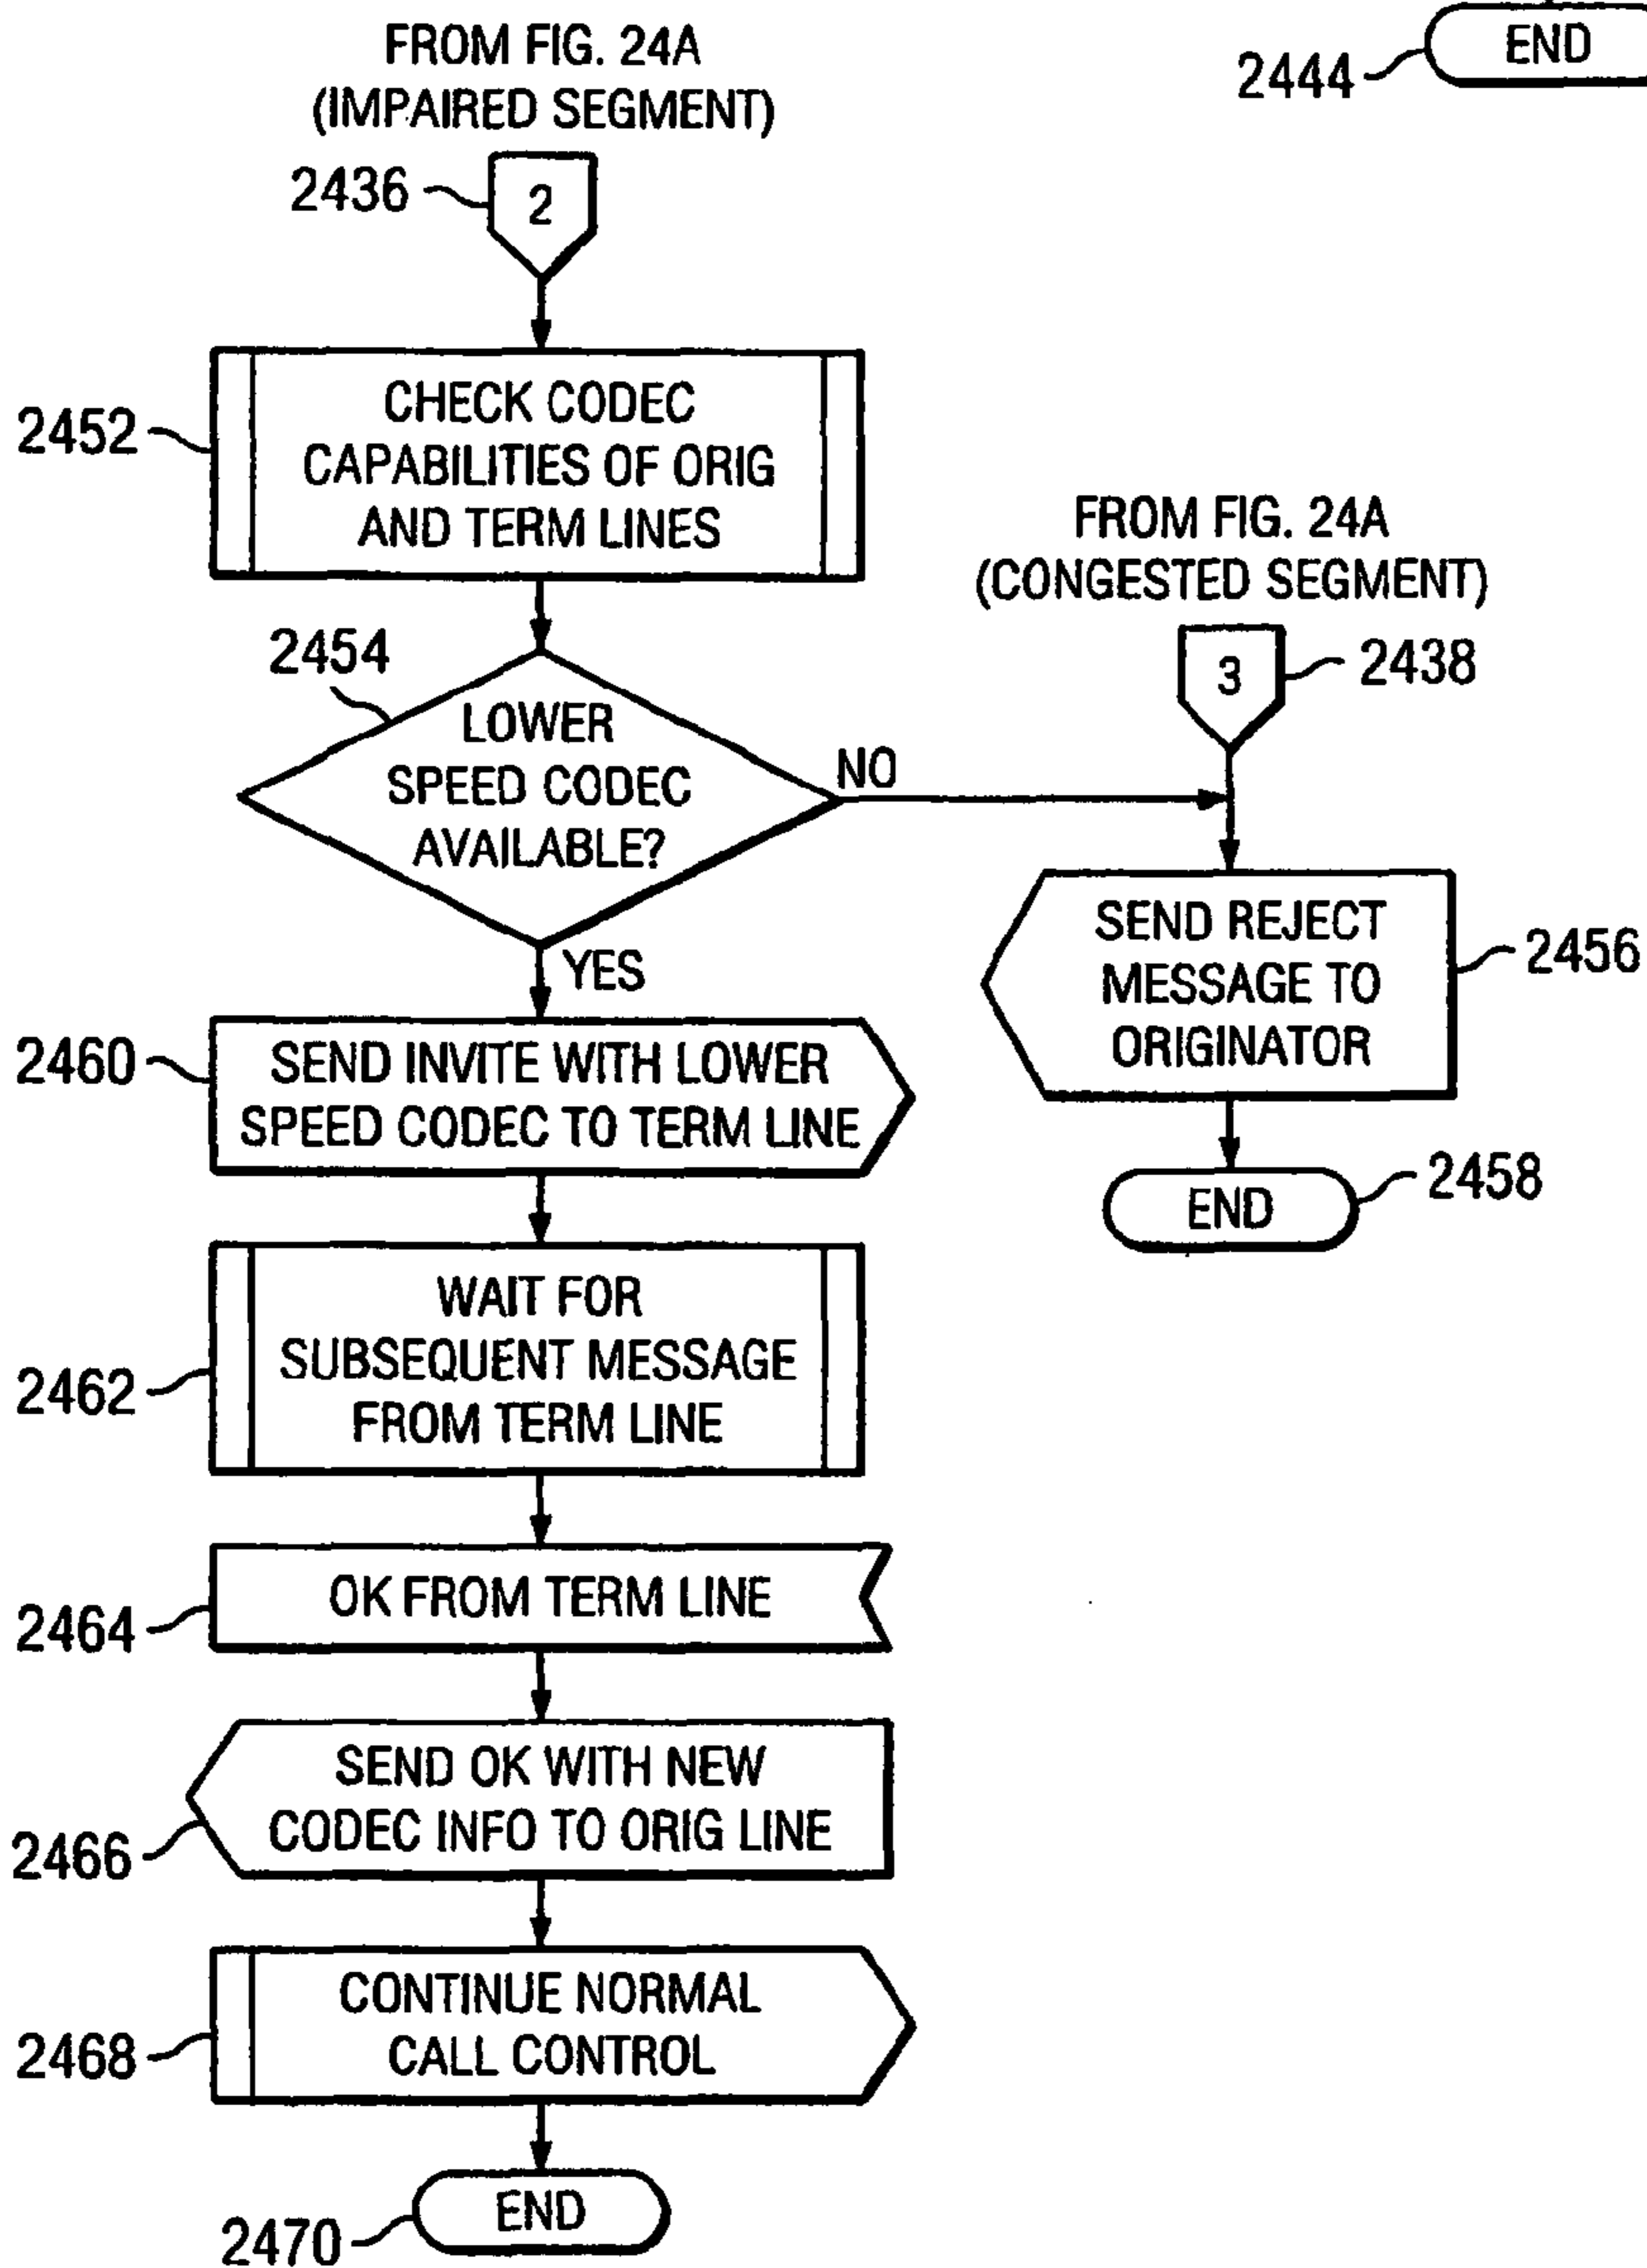 FROM FIG. 24A
(IMPAIRED SEGMENT)
2436
2
2444
END
2452
CHECK CODEC
CAPABILITIES OF ORIG
AND TERM LINES
FROM FIG. 24A
(CONGESTED SEGMENT)
3
2438
2454
LOWER
SPEED CODEC
AVAILABLE?
NO
YES
SEND REJECT
MESSAGE TO
ORIGINATOR
2456
END
2458
2460
SEND INVITE WITH LOWER
SPEED CODEC TO TERM LINE
2462
WAIT FOR
SUBSEQUENT MESSAGE
FROM TERM LINE
2464
OK FROM TERM LINE
2466
SEND OK WITH NEW
CODEC INFO TO ORIG LINE
2468
CONTINUE NORMAL
CALL CONTROL
2470
END